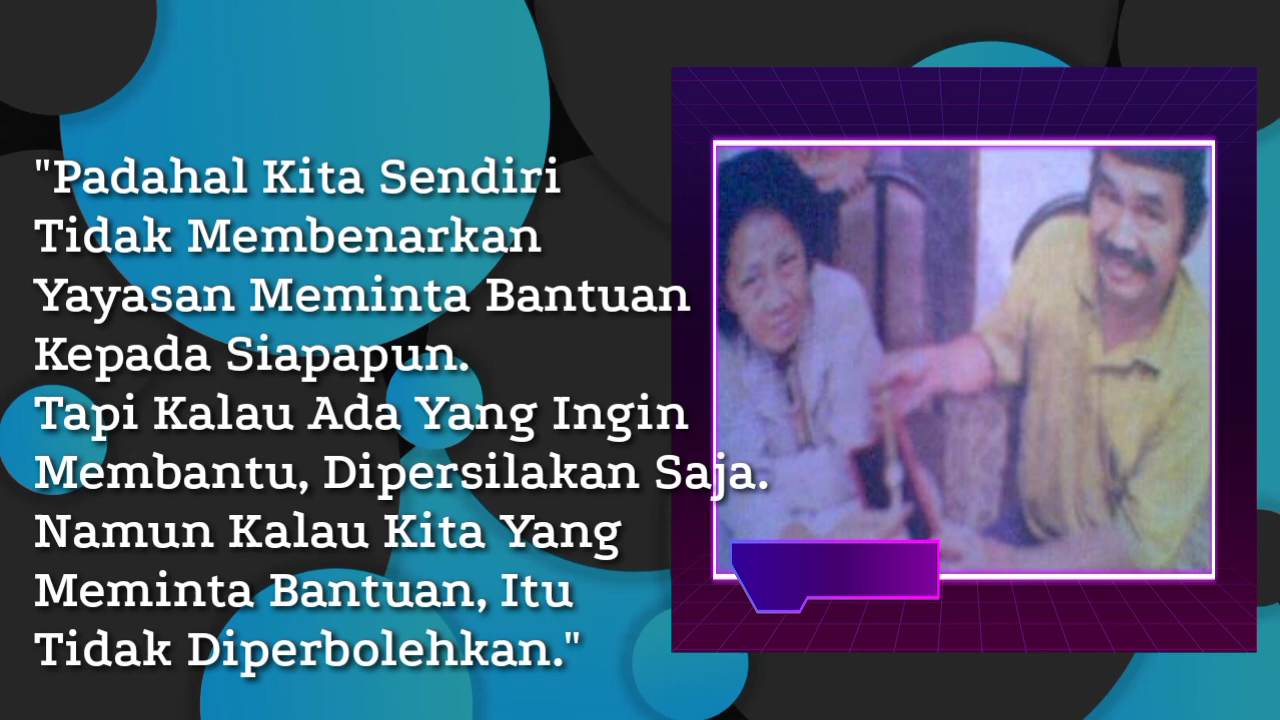 "Padahal Kita Sendiri
Tidak Membenarkan
Yayasan Meminta Bantuan
Kepada Siapapun.
Tapi Kalau Ada Yang Ingin
Membantu, Dipersilakan Saja.
Namun Kalau Kita Yang
Meminta Bantuan, Itu
Tidak Diperbolehkan."